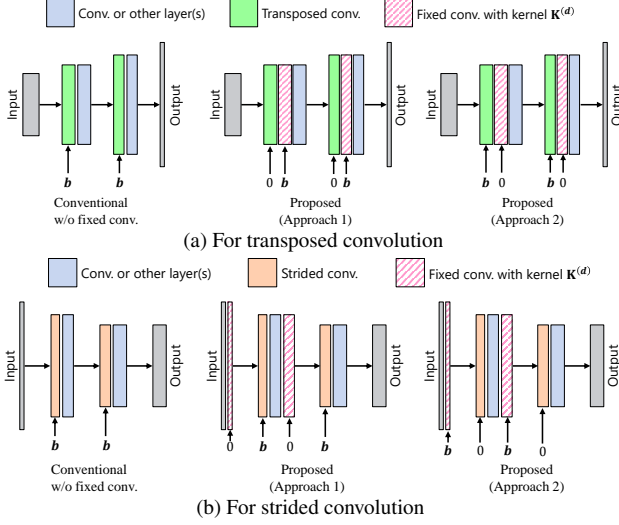 Conv. or other layer(s) Transposed conv. Fixed conv. with kernel K^(d)
Input Output Input Output Input Output
b b 0 b 0 b b 0 b 0
Conventional Proposed Proposed
w/o fixed conv. (Approach 1) (Approach 2)
(a) For transposed convolution
Conv. or other layer(s) Strided conv. Fixed conv. with kernel K^(d)
Input Output Input Output Input Output
b b 0 b 0 b b 0 b 0
Conventional Proposed Proposed
w/o fixed conv. (Approach 1) (Approach 2)
(b) For strided convolution